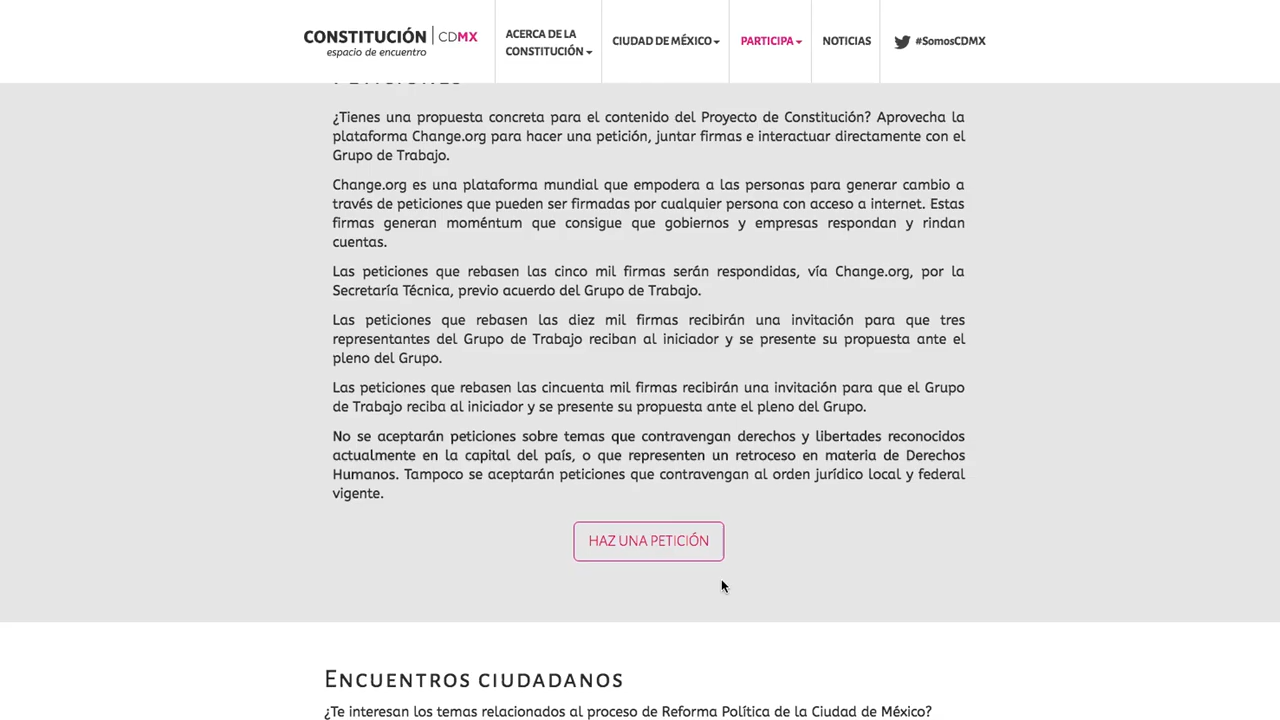 CONSTITUCIÓN CDMX
espacio de encuentro
ACERCA DE LA
CONSTITUCIÓN
CIUDAD DE MÉXICO
PARTICIPA
NOTICIAS
#SomosCDMX
¿Tienes una propuesta concreta para el contenido del Proyecto de Constitución? Aprovecha la
plataforma Change.org para hacer una petición, juntar firmas e interactuar directamente con el
Grupo de Trabajo.
Change.org es una plataforma mundial que empodera a las personas para generar cambio a
través de peticiones que pueden ser firmadas por cualquier persona con acceso a internet. Estas
firmas generan moméntum que consigue que gobiernos y empresas respondan y rindan
cuentas.
Las peticiones que rebasen las cinco mil firmas serán respondidas, vía Change.org, por la
Secretaría Técnica, previo acuerdo del Grupo de Trabajo.
Las peticiones que rebasen las diez mil firmas recibirán una invitación para que tres
representantes del Grupo de Trabajo reciban al iniciador y se presente su propuesta ante el
pleno del Grupo.
Las peticiones que rebasen las cincuenta mil firmas recibirán una invitación para que el Grupo
de Trabajo reciba al iniciador y se presente su propuesta ante el pleno del Grupo.
No se aceptarán peticiones sobre temas que contravengan derechos y libertades reconocidos
actualmente en la capital del país, o que representen un retroceso en materia de Derechos
Humanos. Tampoco se aceptarán peticiones que contravengan al orden jurídico local y federal
vigente.
HAZ UNA PETICIÓN
ENCUENTROS CIUDADANOS
¿Te interesan los temas relacionados al proceso de Reforma Política de la Ciudad de México?